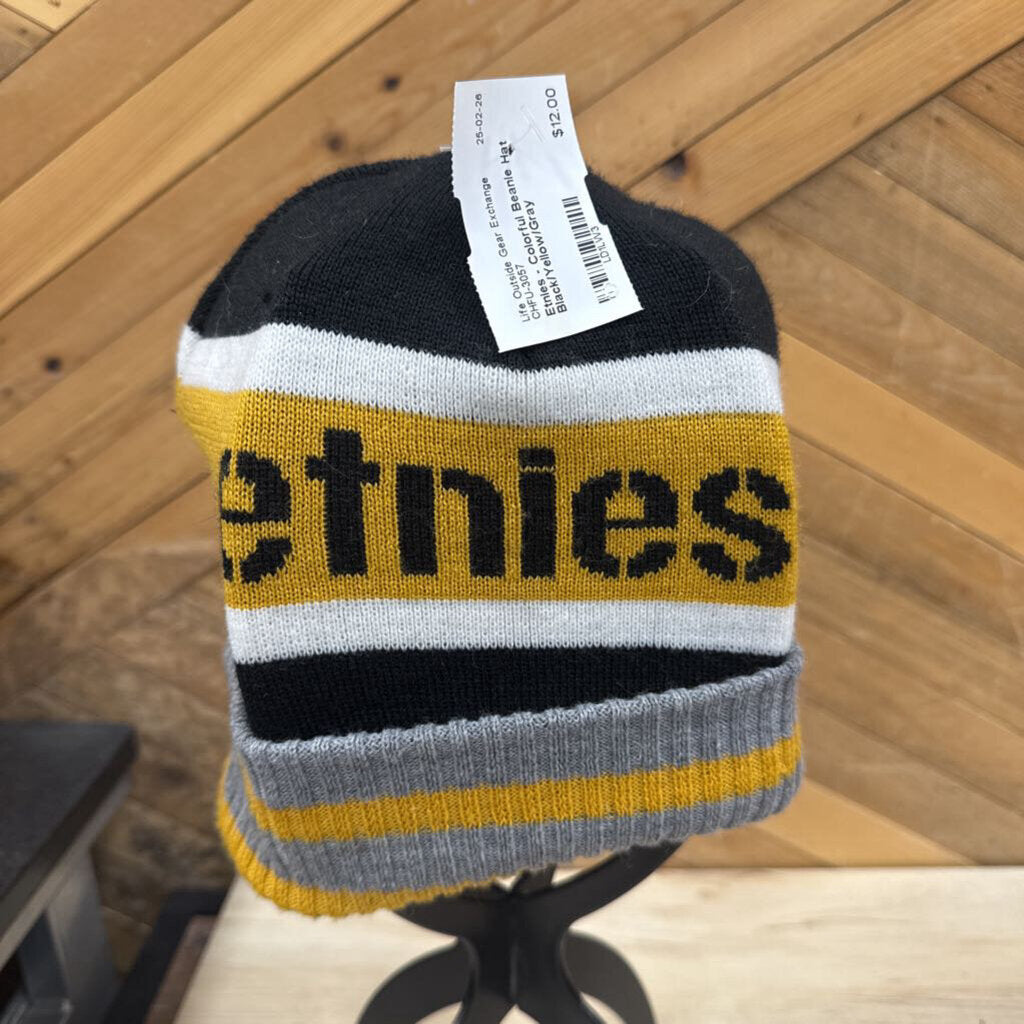 Life Outside Gear Exchange 25-02-26
CHFU-3057
Etnies - Colorful Beanie Hat $12.00
Black/Yellow/Gray
etnies